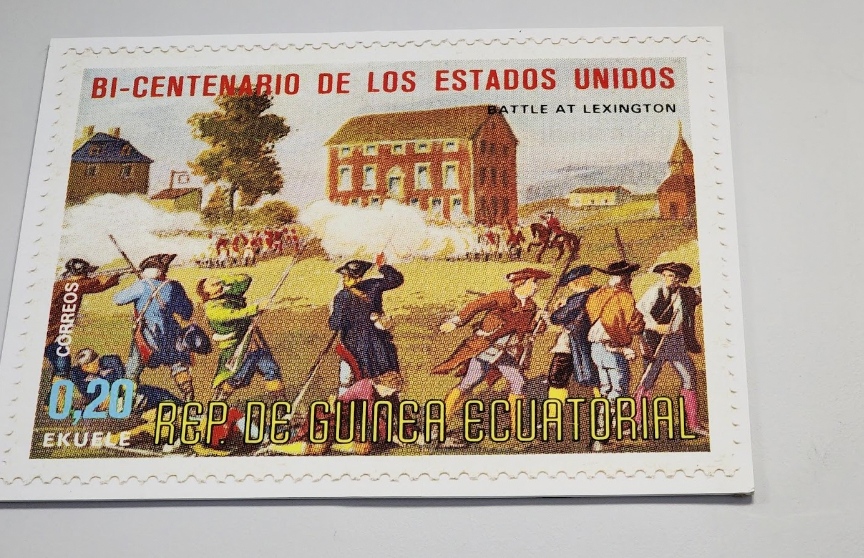 BI-CENTENARIO DE LOS ESTADOS UNIDOS
BATTLE AT LEXINGTON
CORREOS
0,20
EKUELE
REP. DE GUINEA ECUATORIAL